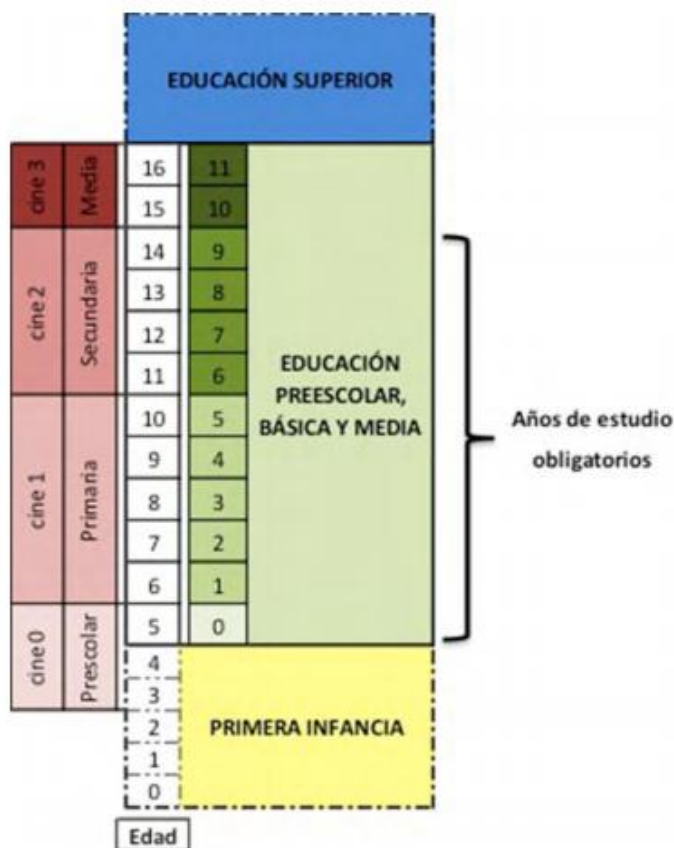 EDUCACIÓN SUPERIOR
cine 3
Media
16
11
15
10
cine 2
Secundaria
14
9
13
8
12
7
11
6
EDUCACIÓN
PREESCOLAR,
BÁSICA Y MEDIA
Años de estudio
obligatorios
cine 1
Primaria
10
5
9
4
8
3
7
2
6
1
cine 0
Prescolar
5
0
4
3
2
1
0
PRIMERA INFANCIA
Edad